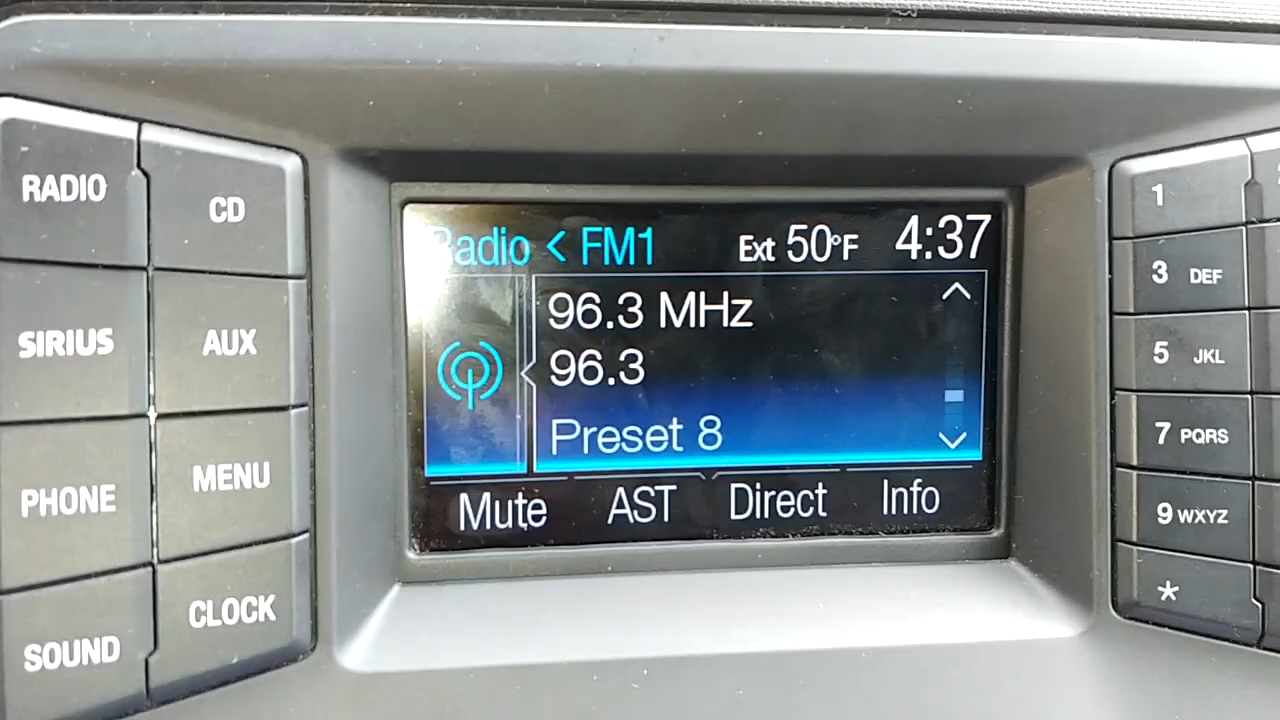 RADIO
CD
SIRIUS
AUX
PHONE
MENU
SOUND
CLOCK
Radio < FM1 Ext 50°F 4:37
96.3 MHz
96.3
Preset 8
Mute AST Direct Info
1
3 DEF
5 JKL
7 PQRS
9 WXYZ
*